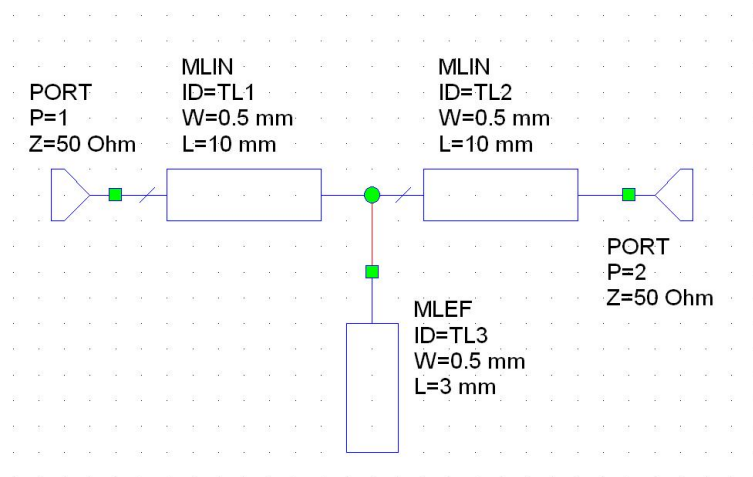 PORT
P=1
Z=50 Ohm
MLIN
ID=TL1
W=0.5 mm
L=10 mm
MLIN
ID=TL2
W=0.5 mm
L=10 mm
PORT
P=2
Z=50 Ohm
MLEF
ID=TL3
W=0.5 mm
L=3 mm